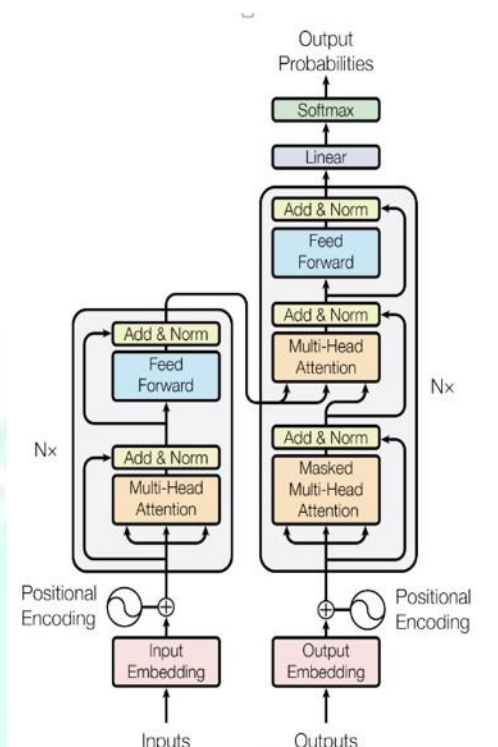 Output
Probabilities
Softmax
Linear
Add & Norm
Feed
Forward
Add & Norm
Multi-Head
Attention
Nx
Add & Norm
Masked
Multi-Head
Attention
Positional
Encoding
Output
Embedding
Outputs
Add & Norm
Feed
Forward
Nx
Add & Norm
Multi-Head
Attention
Positional
Encoding
Input
Embedding
Inputs